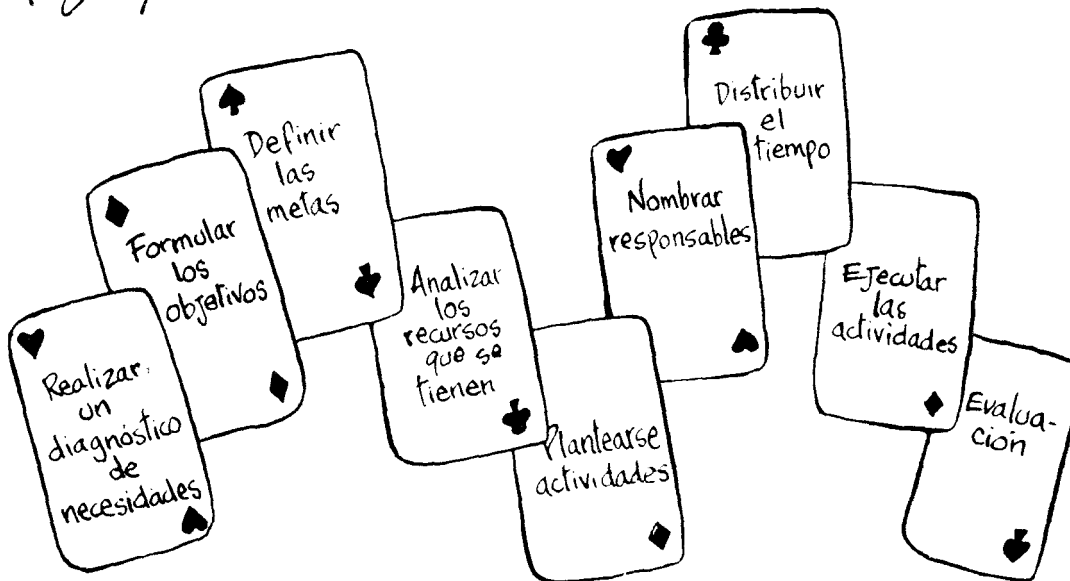 Realizar
un
diagnóstico
de
necesidades
Formular
los
objetivos
Definir
las
metas
Analizar
los
recursos
que se
tienen
Plantearse
actividades
Nombrar
responsables
Distribuir
el
tiempo
Ejecutar
las
actividades
Evalua-
ción